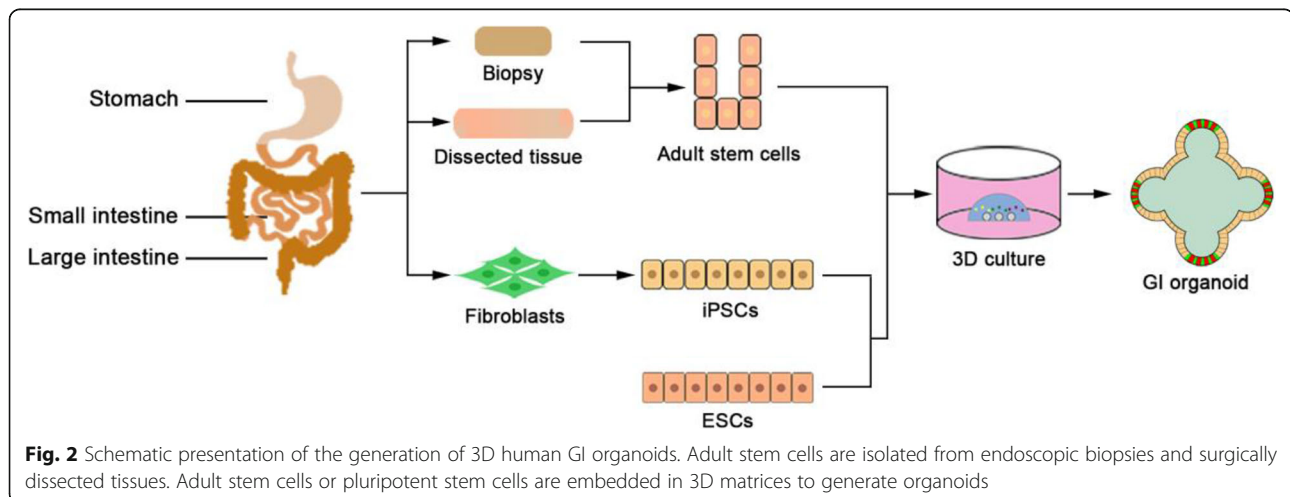 Stomach
Small intestine
Large intestine
Biopsy
Dissected tissue
Adult stem cells
Fibroblasts
iPSCs
ESCs
3D culture
GI organoid
Fig. 2 Schematic presentation of the generation of 3D human GI organoids. Adult stem cells are isolated from endoscopic biopsies and surgically
dissected tissues. Adult stem cells or pluripotent stem cells are embedded in 3D matrices to generate organoids